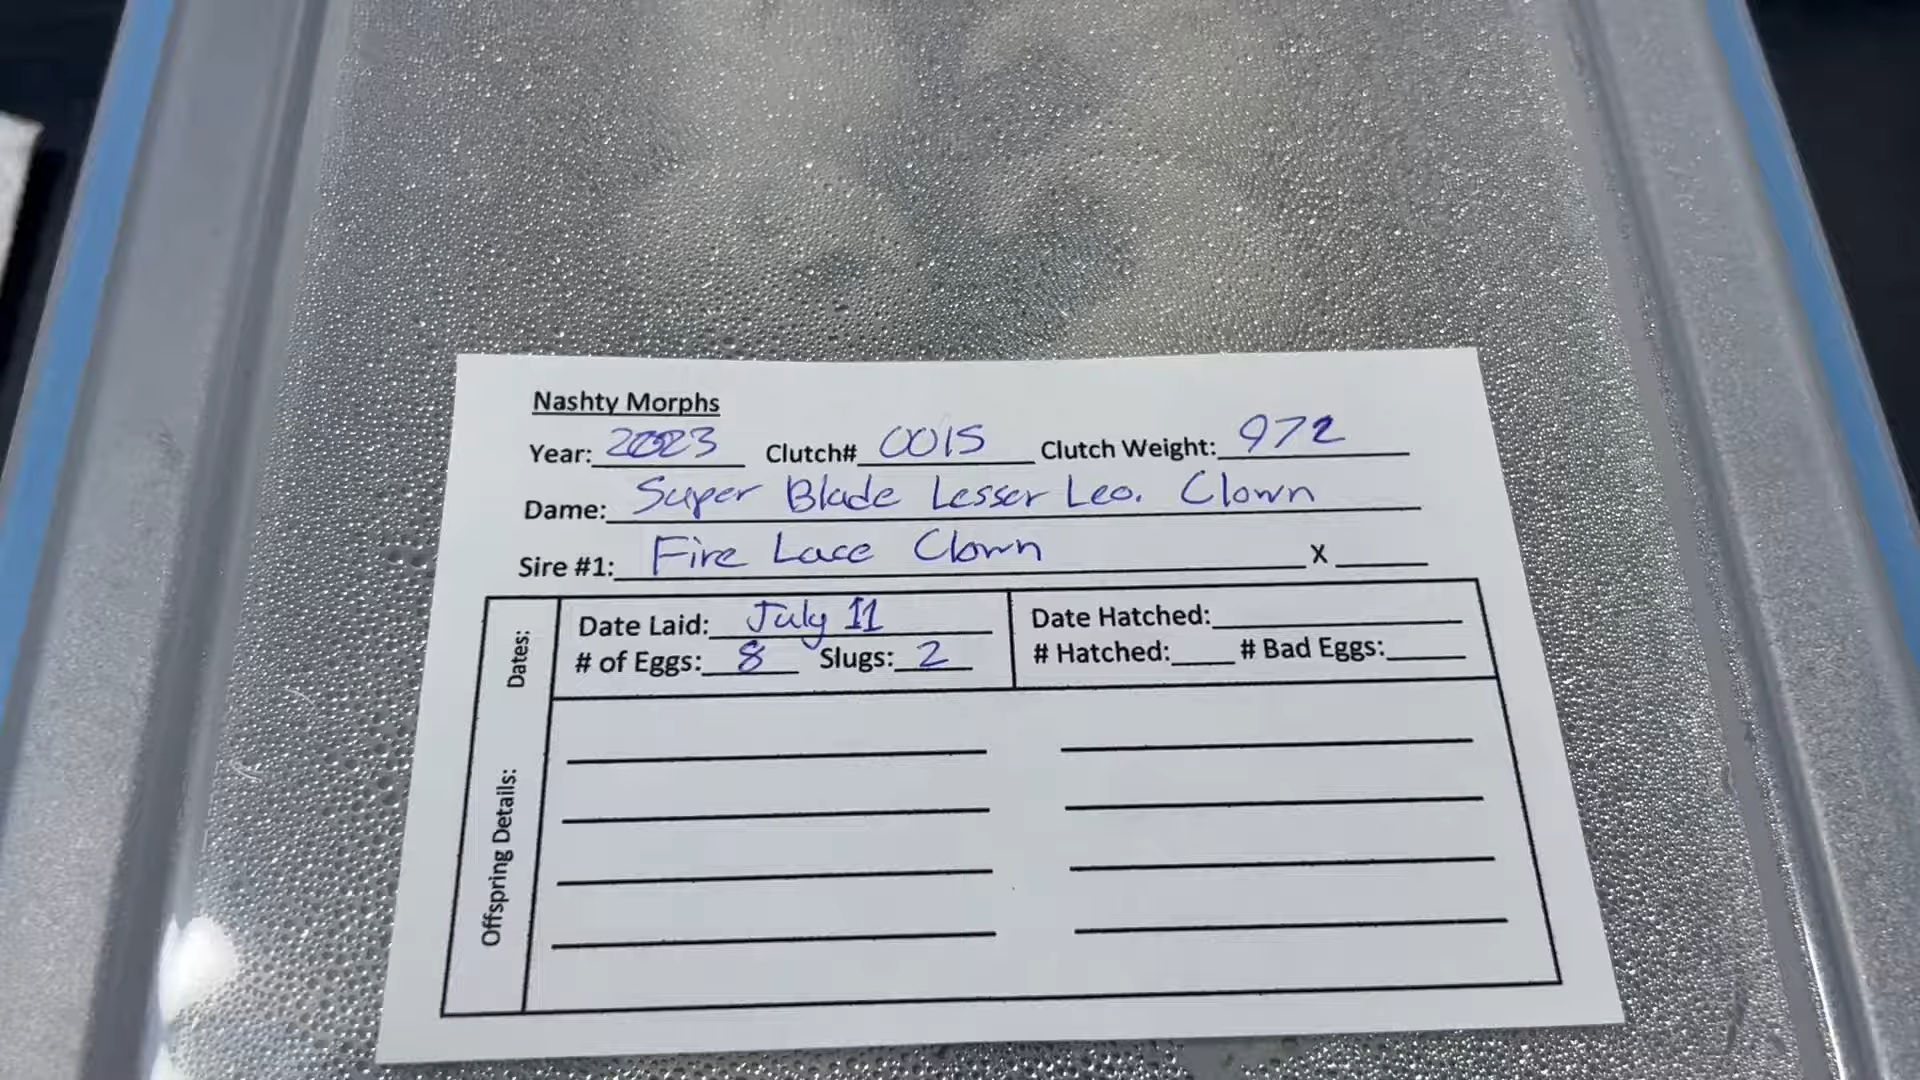 Nashty Morphs
Year: 2023 Clutch# 0015 Clutch Weight: 972
Dame: Super Blade Lesser Leo. Clown
Sire #1: Fire Lace Clown X
Dates:
Date Laid: July 11
# of Eggs: 8 Slugs: 2
Date Hatched:
# Hatched: # Bad Eggs:
Offspring Details: